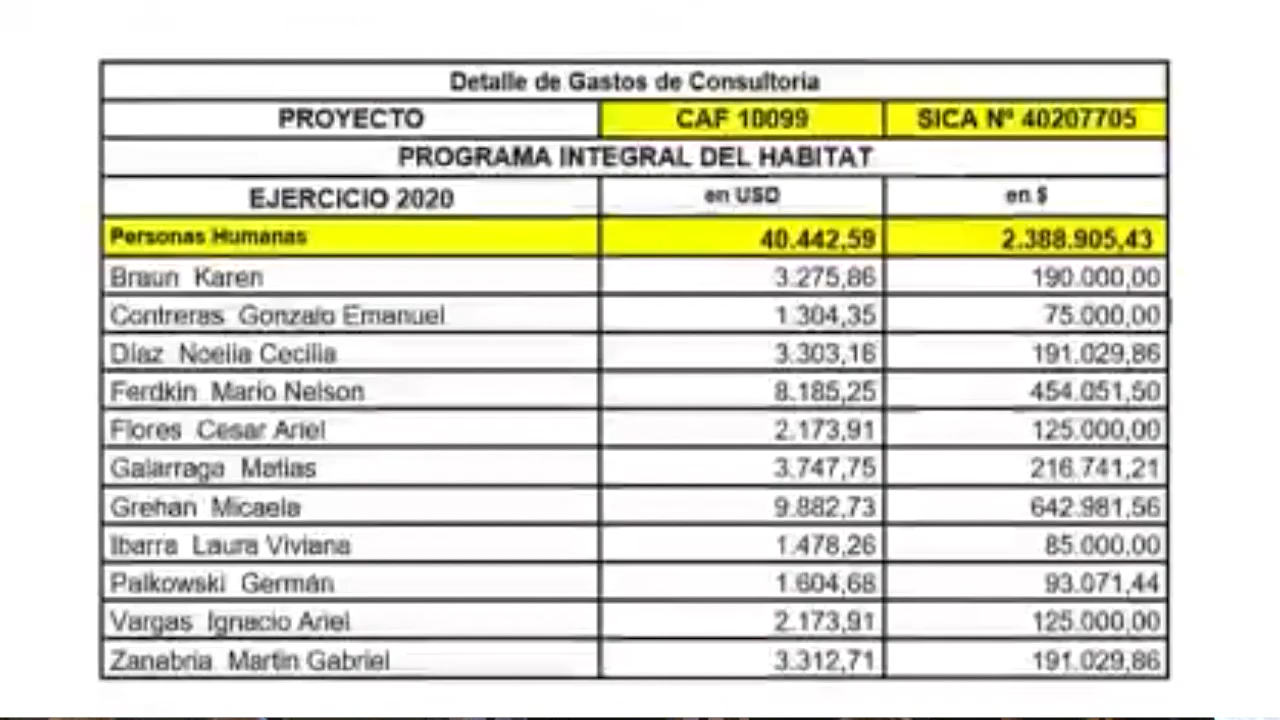 Detalle de Gastos de Consultoria
PROYECTO CAF 10099 SICA Nº 40207705
PROGRAMA INTEGRAL DEL HABITAT
EJERCICIO 2020 en USD en $
Personas Humanas 40.442,59 2.388.905,43
Braun Karen 3.275,86 190.000,00
Contreras Gonzalo Emanuel 1.304,35 75.000,00
Díaz Noelia Cecilia 3.303,16 191.029,86
Ferdkin Mario Nelson 8.185,25 454.051,50
Flores Cesar Ariel 2.173,91 125.000,00
Galarraga Matias 3.747,75 216.741,21
Grehan Micaela 9.882,73 642.981,56
Ibarra Laura Viviana 1.478,26 85.000,00
Palkowski Germán 1.604,68 93.071,44
Vargas Ignacio Ariel 2.173,91 125.000,00
Zanabria Martin Gabriel 3.312,71 191.029,86